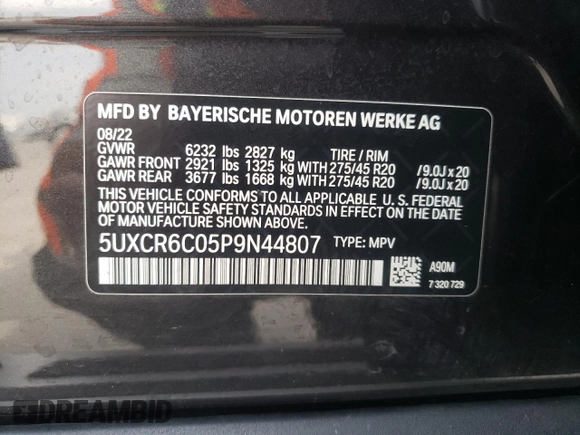 MFD BY BAYERISCHE MOTOREN WERKE AG
08/22
GVWR 6232 lbs 2827 kg TIRE / RIM
GAWR FRONT 2921 lbs 1325 kg WITH 275/45 R20 / 9.0J x 20
GAWR REAR 3677 lbs 1668 kg WITH 275/45 R20 / 9.0J x 20
THIS VEHICLE CONFORMS TO ALL APPLICABLE U. S. FEDERAL
MOTOR VEHICLE SAFETY STANDARDS IN EFFECT ON THE DATE
OF MANUFACTURE SHOWN ABOVE.
5UXCR6C05P9N44807 TYPE: MPV
A90M
7 320 729
DREAMBID